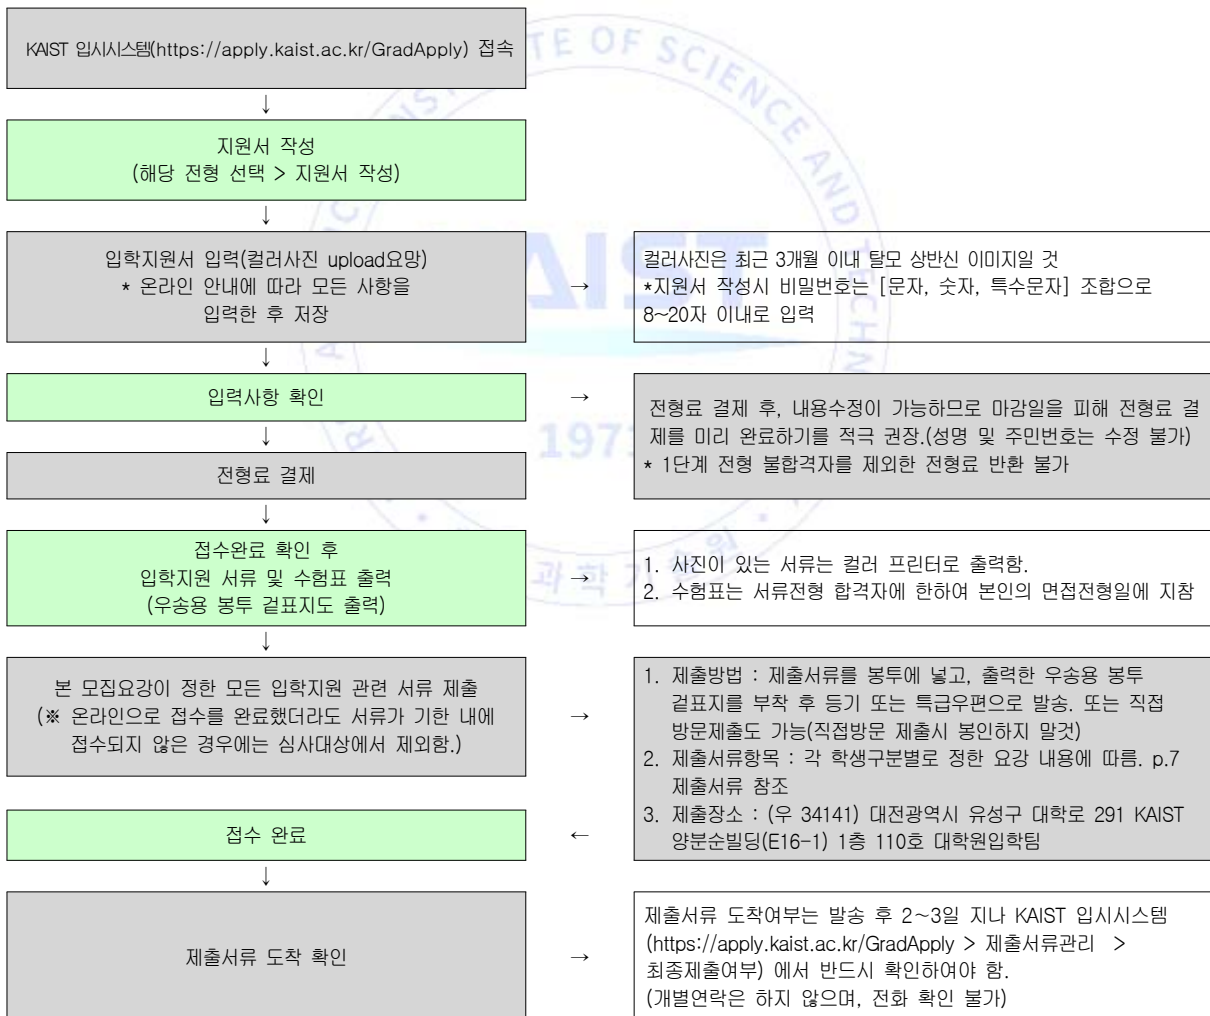 KAIST 입시시스템(https://apply.kaist.ac.kr/GradApply) 접속
↓
지원서 작성
(해당 전형 선택 > 지원서 작성)
↓
입학지원서 입력(컬러사진 upload요망)
* 온라인 안내에 따라 모든 사항을
입력한 후 저장
→
컬러사진은 최근 3개월 이내 탈모 상반신 이미지일 것
*지원서 작성시 비밀번호는 [문자, 숫자, 특수문자] 조합으로
8~20자 이내로 입력
↓
입력사항 확인
→
↓
전형료 결제
전형료 결제 후, 내용수정이 가능하므로 마감일을 피해 전형료 결
제를 미리 완료하기를 적극 권장.(성명 및 주민번호는 수정 불가)
* 1단계 전형 불합격자를 제외한 전형료 반환 불가
↓
접수완료 확인 후
입학지원 서류 및 수험표 출력
(우송용 봉투 겉표지도 출력)
→
1. 사진이 있는 서류는 컬러 프린터로 출력함.
2. 수험표는 서류전형 합격자에 한하여 본인의 면접전형일에 지참
↓
본 모집요강이 정한 모든 입학지원 관련 서류 제출
(※ 온라인으로 접수를 완료했더라도 서류가 기한 내에
접수되지 않은 경우에는 심사대상에서 제외함.)
→
1. 제출방법 : 제출서류를 봉투에 넣고, 출력한 우송용 봉투
겉표지를 부착 후 등기 또는 특급우편으로 발송. 또는 직접
방문제출도 가능(직접방문 제출시 봉인하지 말것)
2. 제출서류항목 : 각 학생구분별로 정한 요강 내용에 따름. p.7
제출서류 참조
3. 제출장소 : (우 34141) 대전광역시 유성구 대학로 291 KAIST
양분순빌딩(E16-1) 1층 110호 대학원입학팀
접수 완료
←
↓
제출서류 도착 확인
→
제출서류 도착여부는 발송 후 2~3일 지나 KAIST 입시시스템
(https://apply.kaist.ac.kr/GradApply > 제출서류관리 >
최종제출여부) 에서 반드시 확인하여야 함.
(개별연락은 하지 않으며, 전화 확인 불가)